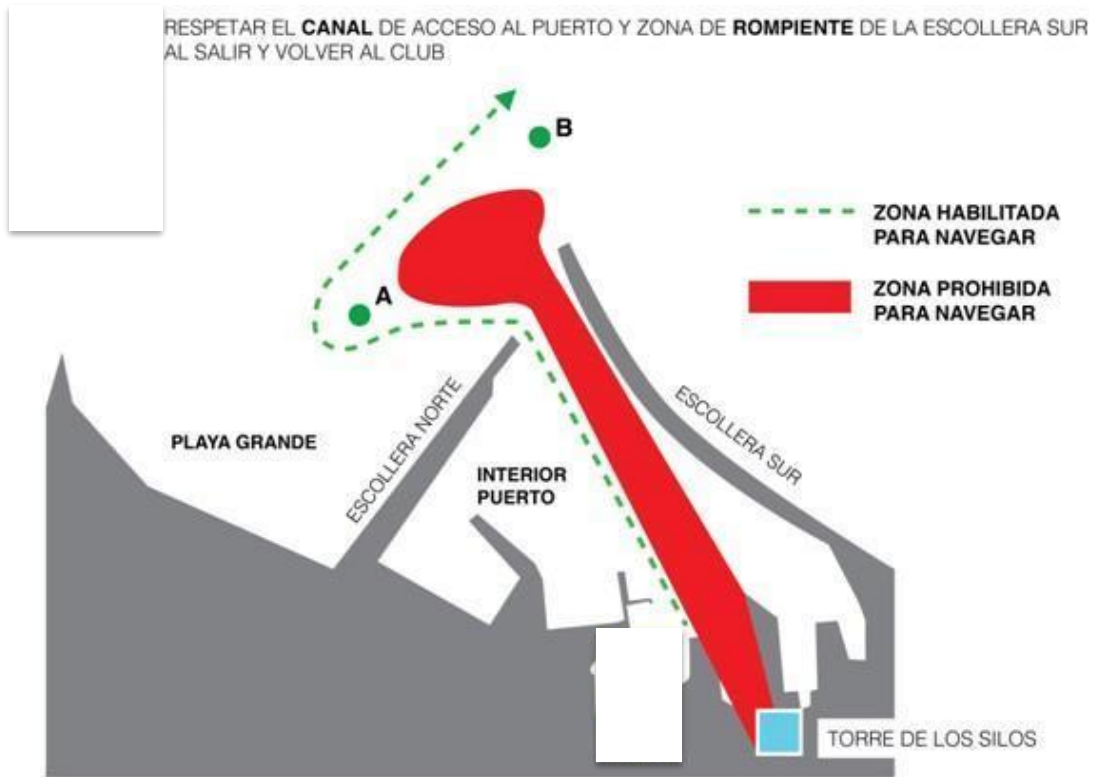 RESPETAR EL CANAL DE ACCESO AL PUERTO Y ZONA DE ROMPIENTE DE LA ESCOLLERA SUR
AL SALIR Y VOLVER AL CLUB
B
ZONA HABILITADA
PARA NAVEGAR
A
ZONA PROHIBIDA
PARA NAVEGAR
PLAYA GRANDE
ESCOLLERA NORTE
INTERIOR
PUERTO
ESCOLLERA SUR
TORRE DE LOS SILOS